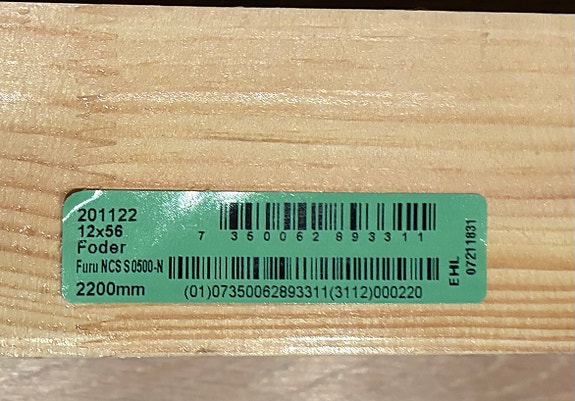 201122
12x56
Foder
Furu NCS S 0500-N
2200mm
7 350062 893311
(01)07350062893311(3112)000220
EHL
07211831